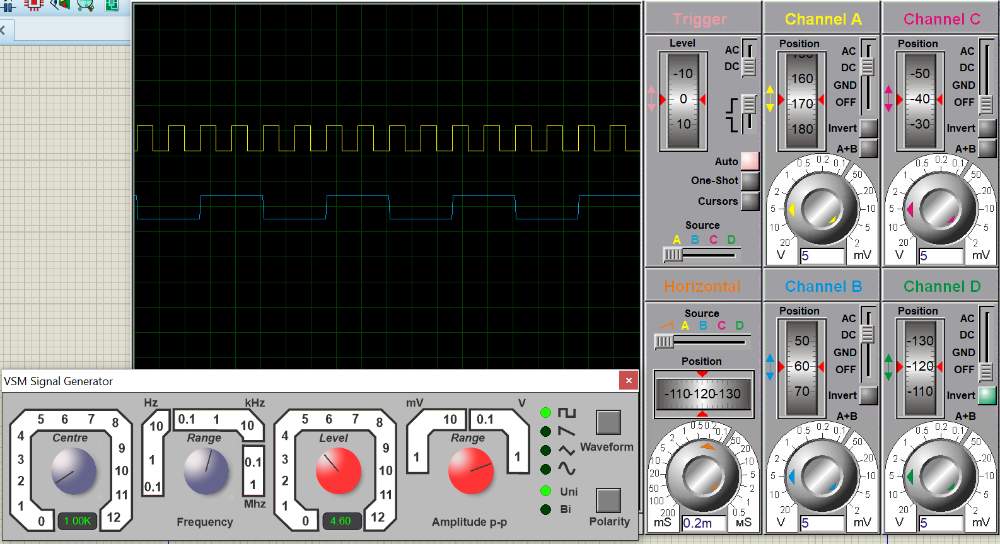 Trigger
Level
AC
DC
-10
0
10
Auto
One-Shot
Cursors
Source
A B C D
Channel A
Position
160
170
180
AC
DC
GND
OFF
Invert
A+B
20 10 5 2 1 0.5 0.2 0.1 50 20 10 5 2
V 5 mV
Channel C
Position
-50
-40
-30
AC
DC
GND
OFF
Invert
A+B
20 10 5 2 1 0.5 0.2 0.1 50 20 10 5 2
V 5 mV
Horizontal
Source
A B C D
Position
-110 -120 -130
200 100 50 20 10 5 2 1 0.5 0.2 0.1 50 20 10 5 2 1 0.5
mS 0.2m µS
Channel B
Position
50
60
70
AC
DC
GND
OFF
Invert
A+B
20 10 5 2 1 0.5 0.2 0.1 50 20 10 5 2
V 5 mV
Channel D
Position
-130
-120
-110
AC
DC
GND
OFF
Invert
A+B
20 10 5 2 1 0.5 0.2 0.1 50 20 10 5 2
V 5 mV
VSM Signal Generator
Centre
0 1 2 3 4 5 6 7 8 9 10 11 12
1.00K
Hz kHz
0.1 1 10 0.1 1 10 0.1 1
Range
Mhz
Frequency
Level
0 1 2 3 4 5 6 7 8 9 10 11 12
4.60
mV V
1 10 0.1 1
Range
Amplitude p-p
Waveform
Uni
Bi
Polarity